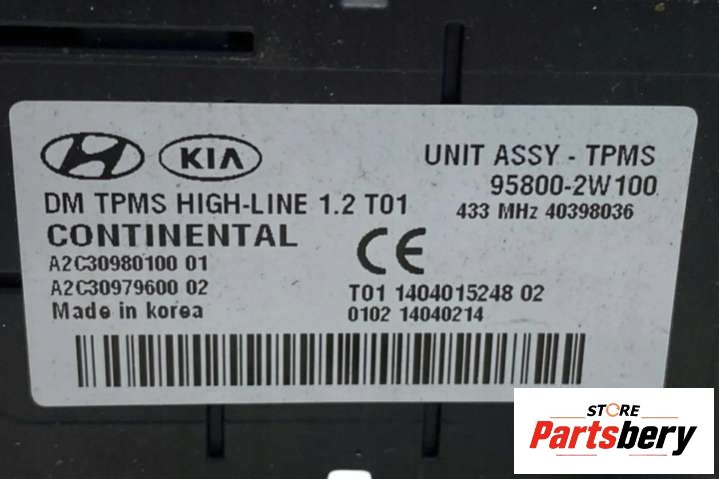 KIA
UNIT ASSY - TPMS
95800-2W100
DM TPMS HIGH-LINE 1.2 T01
433 MHz 40398036
CONTINENTAL
CE
A2C30980100 01
A2C30979600 02
T01 1404015248 02
Made in korea
0102 14040214
STORE
Partsbery